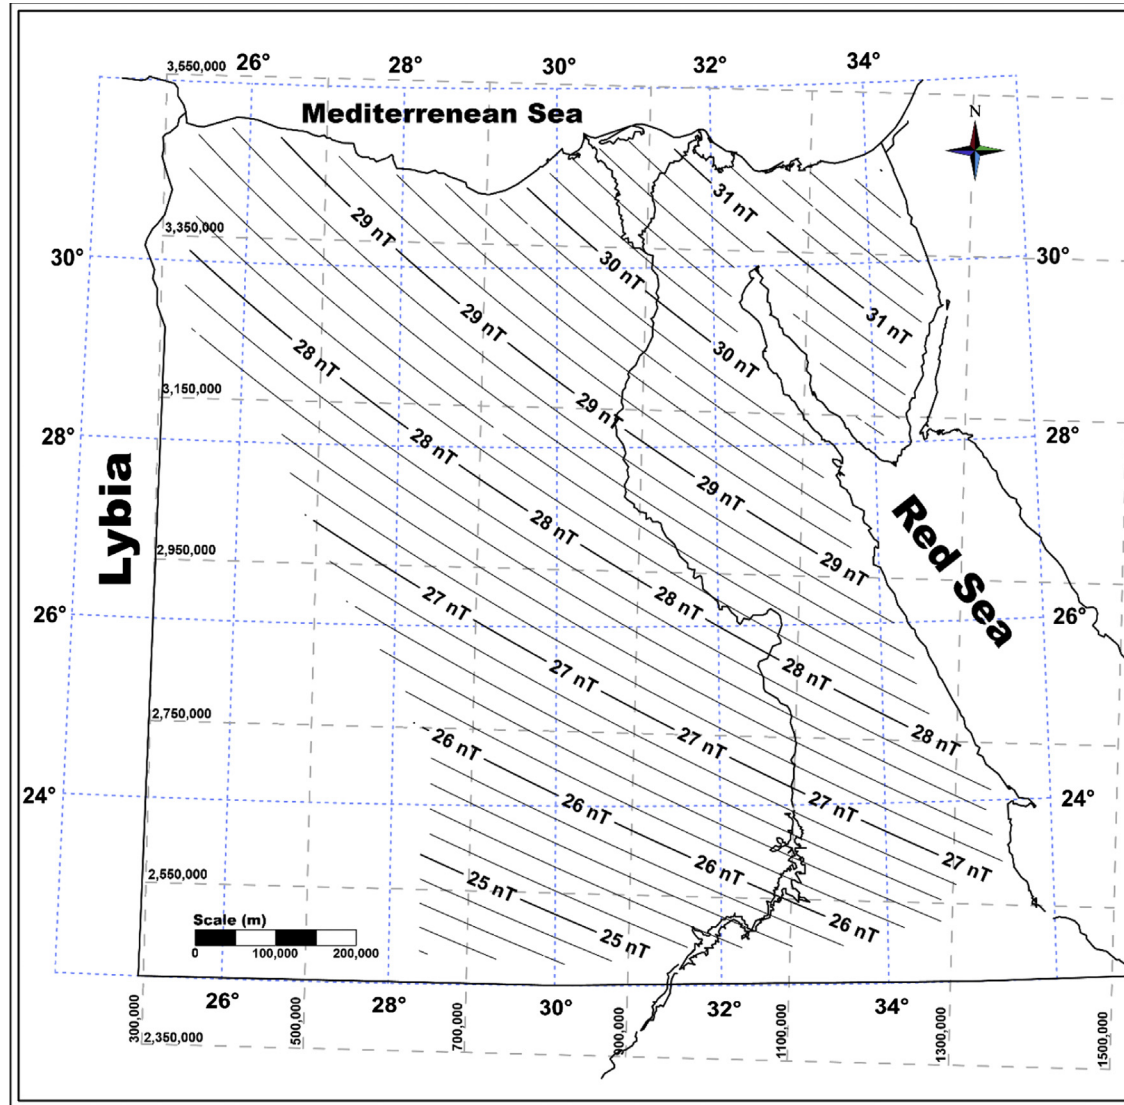 26° 28° 30° 32° 34°
3,550,000
Mediterrenean Sea
N
31 nT
29 nT
3,350,000
30° 30°
30 nT
29 nT
31 nT
28 nT
30 nT
3,150,000
29 nT
28° 28°
28 nT
29 nT
Lybia
Red Sea
28 nT
2,950,000
29 nT
27 nT
28 nT
26° 26°
28 nT
27 nT
2,750,000
26 nT
27 nT
28 nT
24° 24°
26 nT
27 nT
2,550,000
25 nT
26 nT
27 nT
Scale (m)
0 100,000 200,000
25 nT
26 nT
26° 28° 30° 32° 34°
300,000 500,000 700,000 900,000 1100,000 1300,000 1500,000
2,350,000